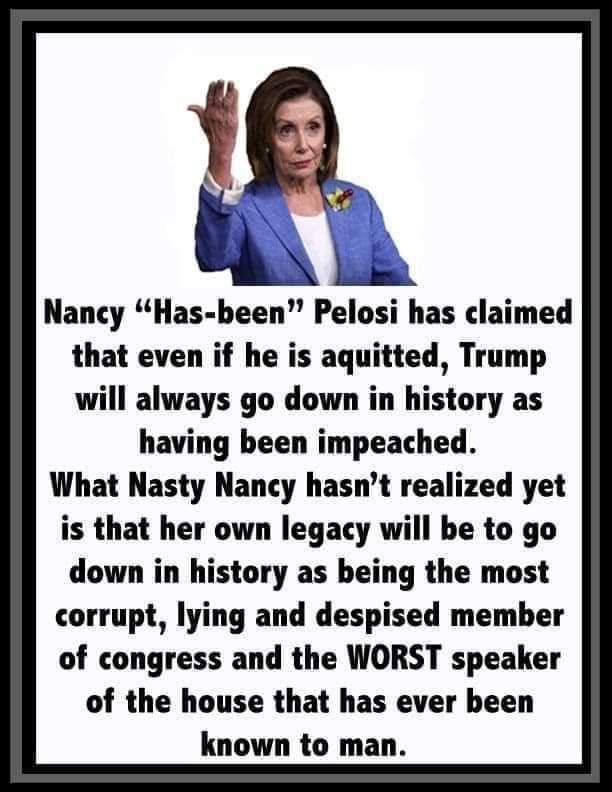 Nancy “Has-been” Pelosi has claimed
that even if he is aquitted, Trump
will always go down in history as
having been impeached.
What Nasty Nancy hasn’t realized yet
is that her own legacy will be to go
down in history as being the most
corrupt, lying and despised member
of congress and the WORST speaker
of the house that has ever been
known to man.